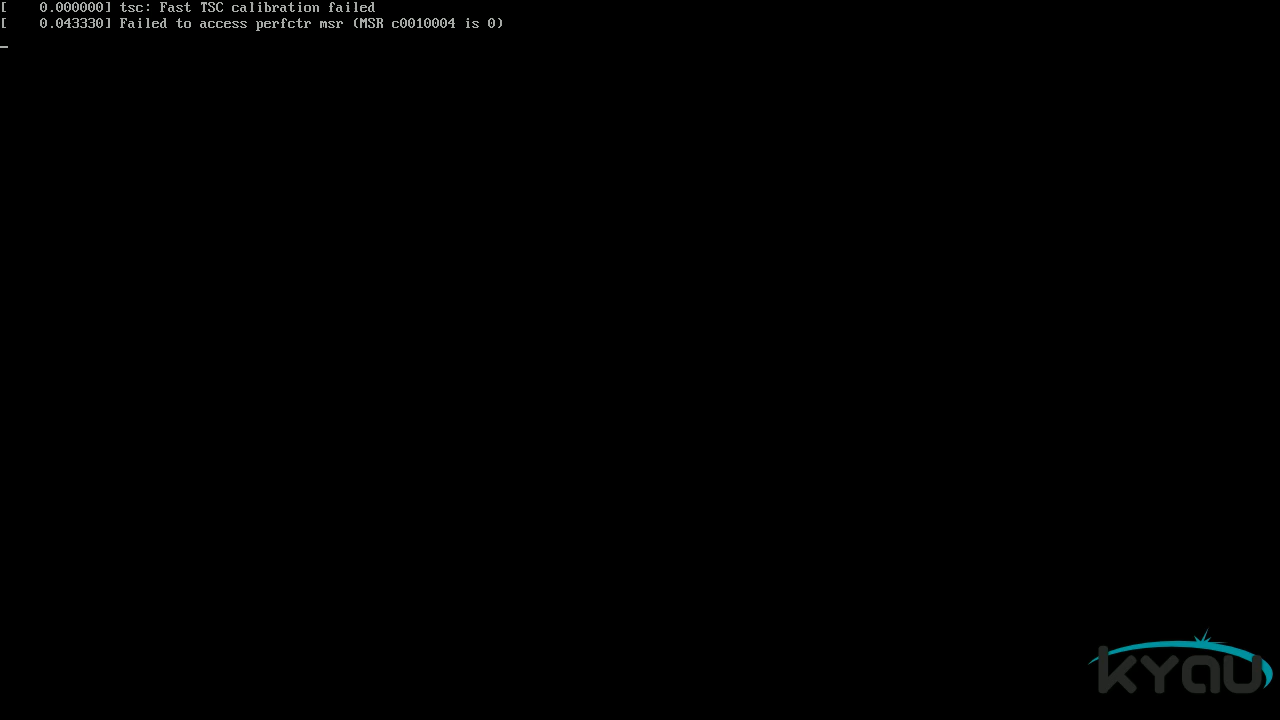 [    0.000000] tsc: Fast TSC calibration failed
[    0.043330] Failed to access perfctr msr (MSR c0010004 is 0)
kyau